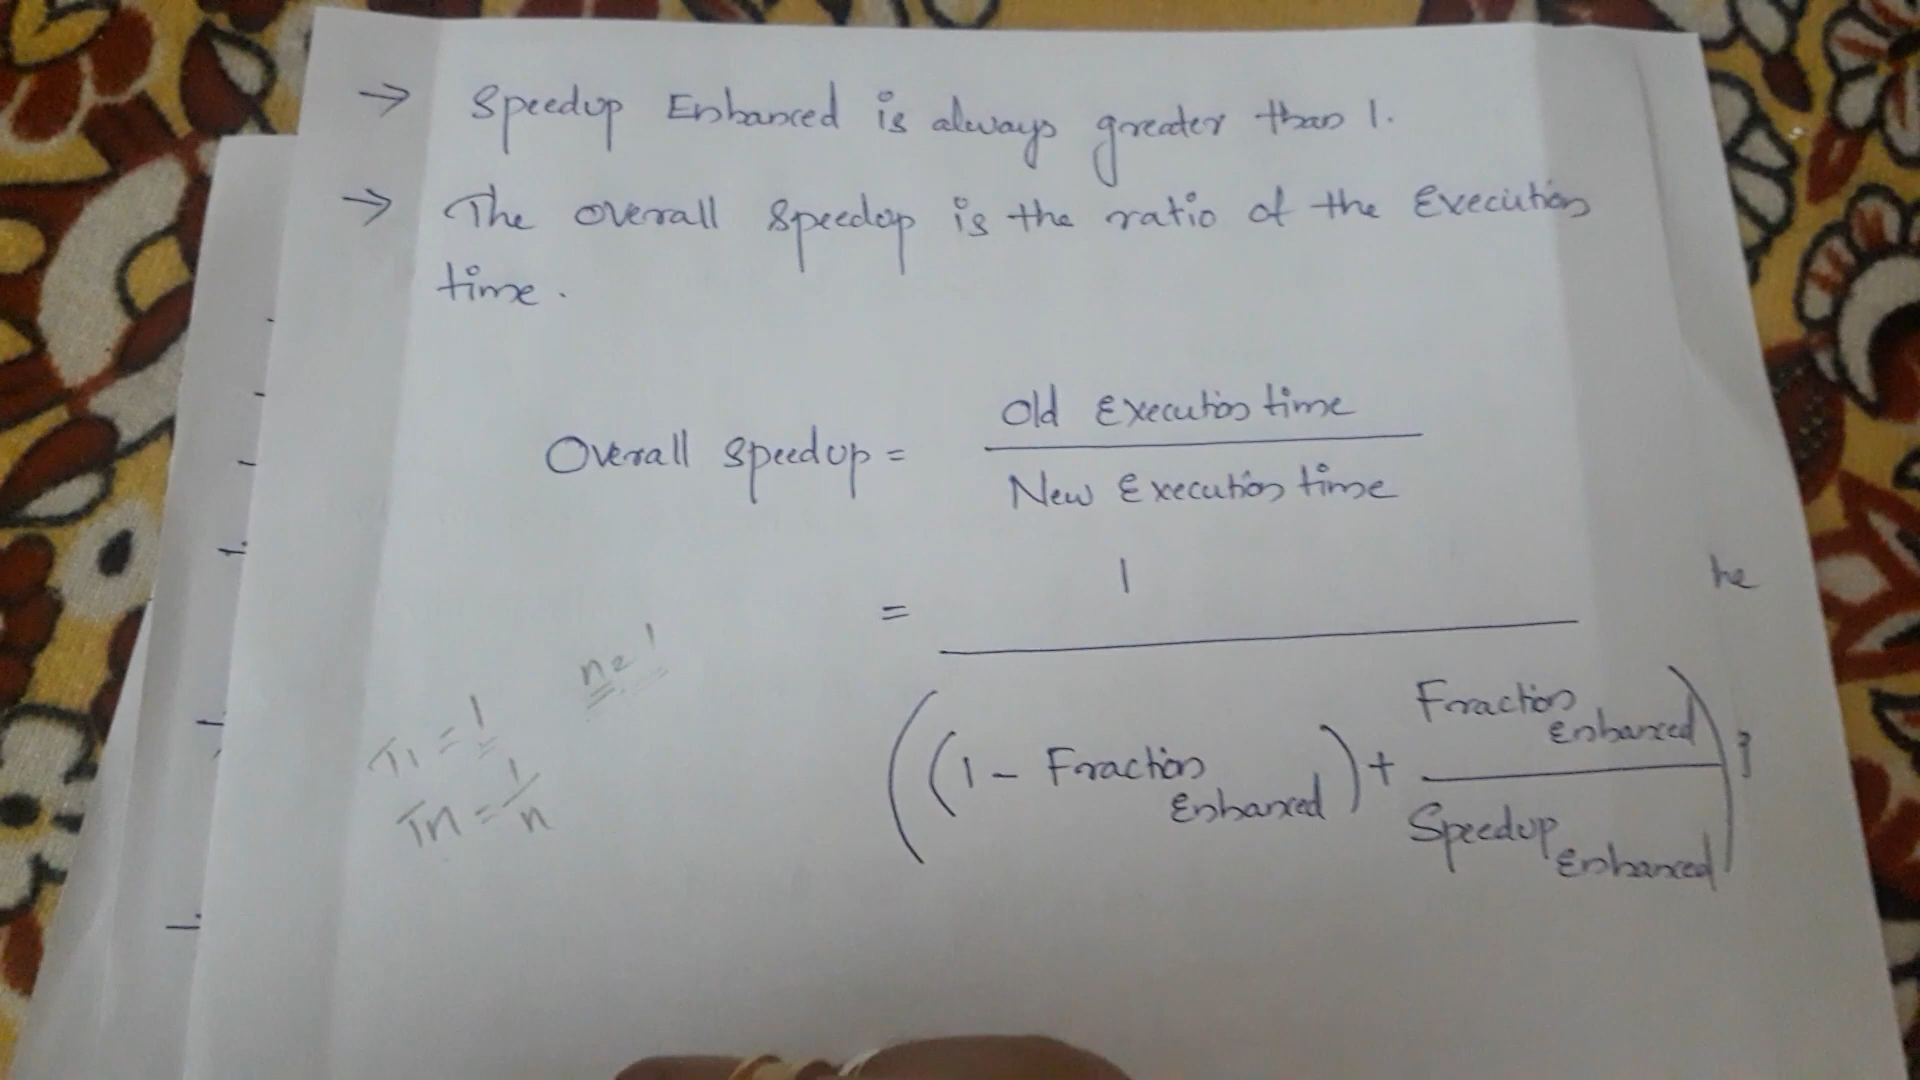 → Speedup Enhanced is always greater than 1.
→ The overall speedup is the ratio of the Execution
time.
Old Execution time
Overall speedup =
New Execution time
1
=
he
n=1
T1 = 1
Tn = 1/n
Fraction Enhanced
((1 - Fraction Enhanced) +
Speedup Enhanced)